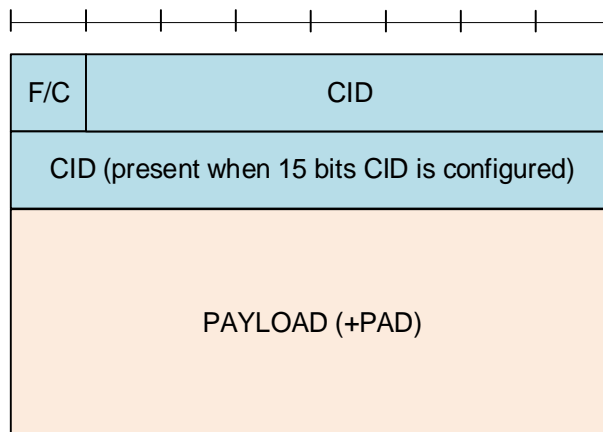 F/C CID
CID (present when 15 bits CID is configured)
PAYLOAD (+PAD)